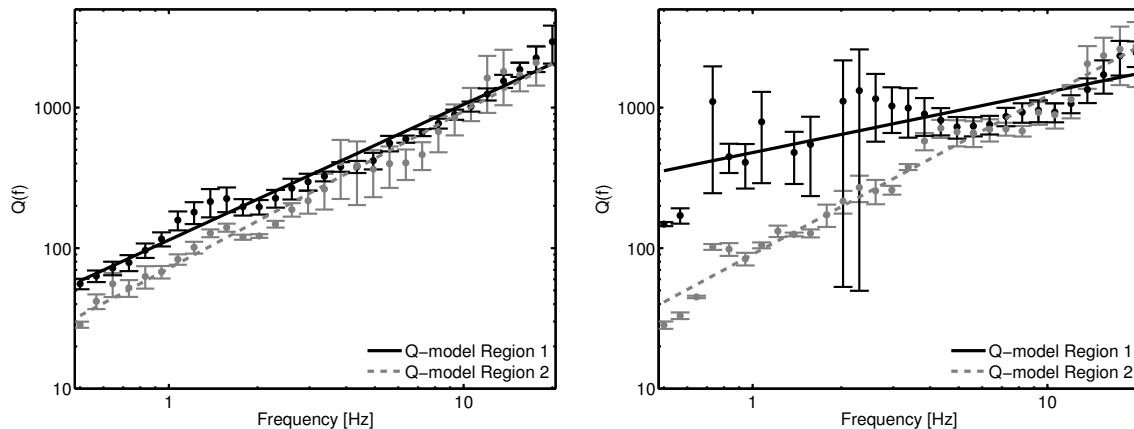 1000
100
10
Q(f)
1
10
Frequency [Hz]
Q−model Region 1
Q−model Region 2
1000
100
10
Q(f)
1
10
Frequency [Hz]
Q−model Region 1
Q−model Region 2